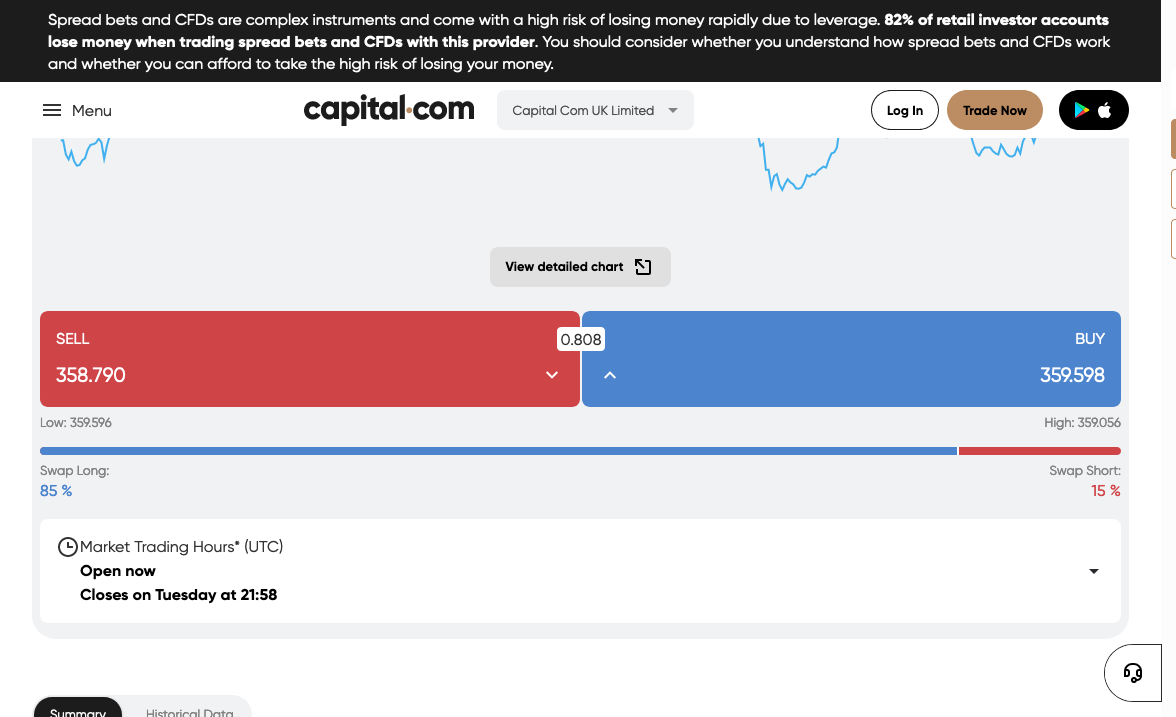 Spread bets and CFDs are complex instruments and come with a high risk of losing money rapidly due to leverage. 82% of retail investor accounts
lose money when trading spread bets and CFDs with this provider. You should consider whether you understand how spread bets and CFDs work
and whether you can afford to take the high risk of losing your money.
Menu
capital.com
Capital Com UK Limited
Log In
Trade Now
View detailed chart
SELL
0.808
BUY
358.790
359.598
Low: 359.596
High: 359.056
Swap Long:
Swap Short:
85 %
15 %
Market Trading Hours* (UTC)
Open now
Closes on Tuesday at 21:58
Summary
Historical Data